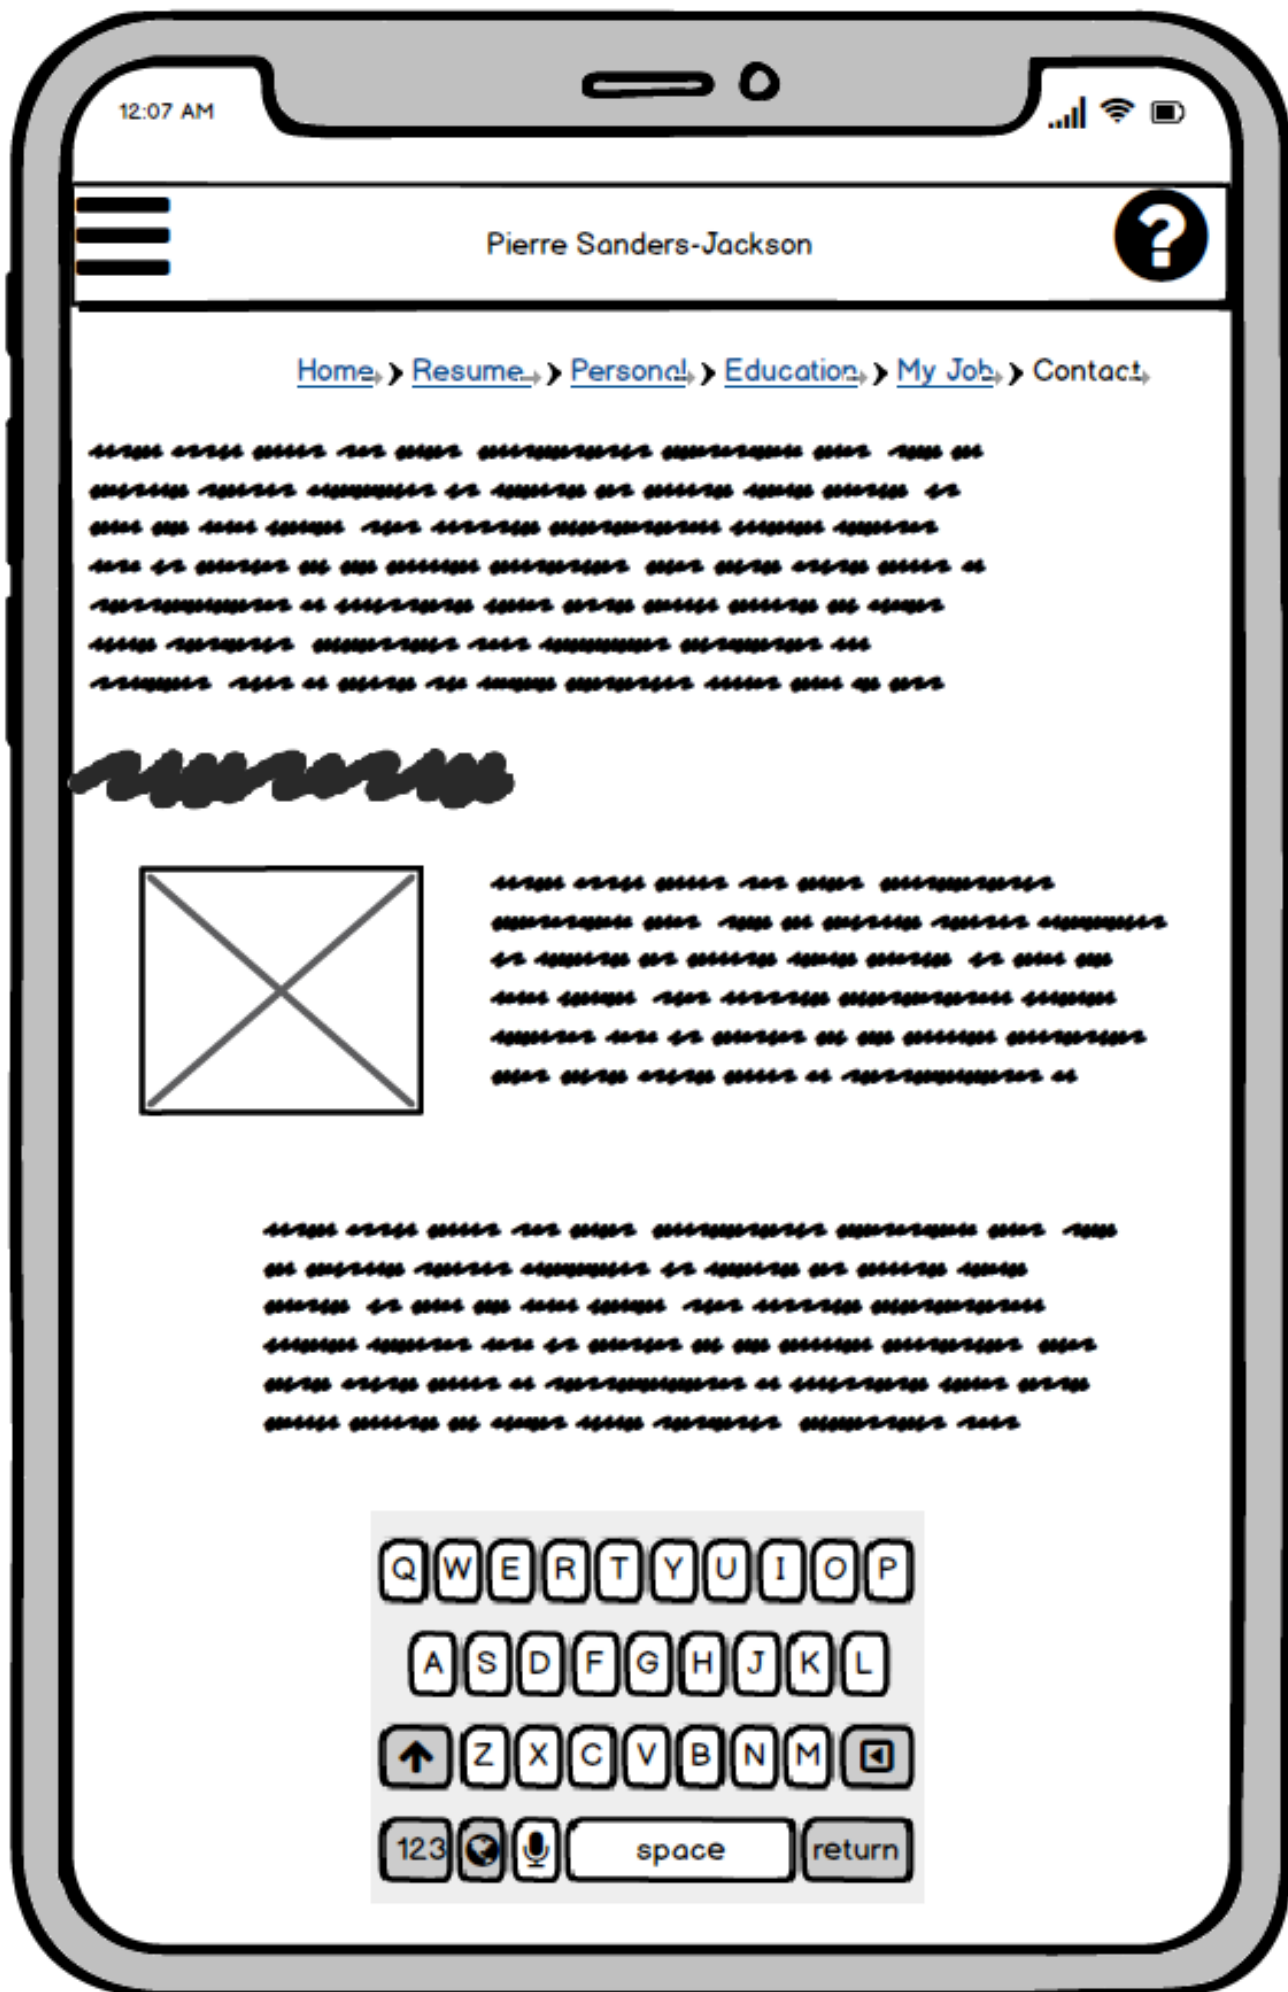 12:07 AM
Pierre Sanders-Jackson
Home > Resume > Personal > Education > My Job > Contact
Q W E R T Y U I O P
A S D F G H J K L
Z X C V B N M
123 space return